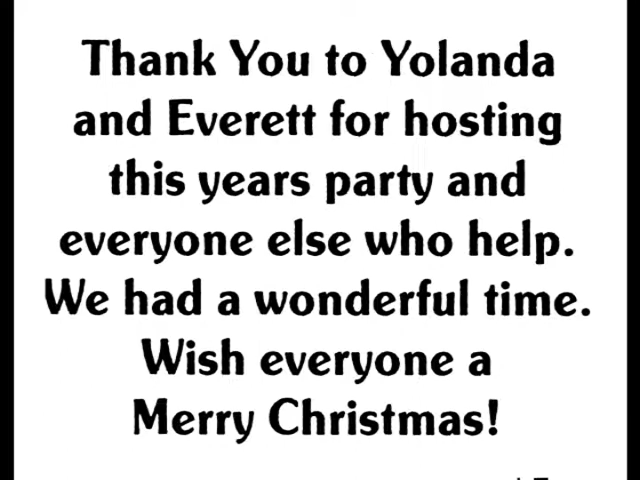 Thank You to Yolanda
and Everett for hosting
this years party and
everyone else who help.
We had a wonderful time.
Wish everyone a
Merry Christmas!